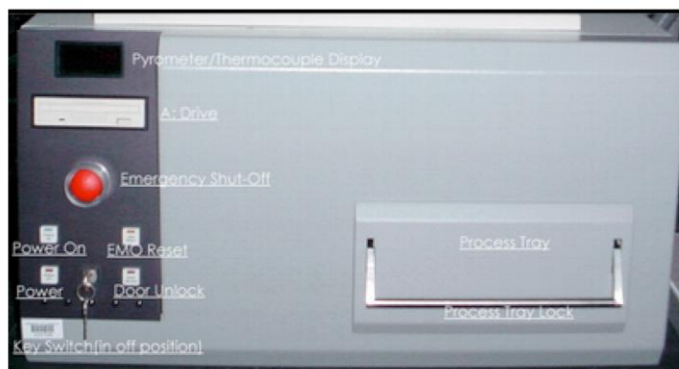 Pyrometer/Thermocouple Display
A: Drive
Emergency Shut-Off
Power On
EMO Reset
Process Tray
Power
Door Unlock
Process Tray Lock
Key Switch(in off position)